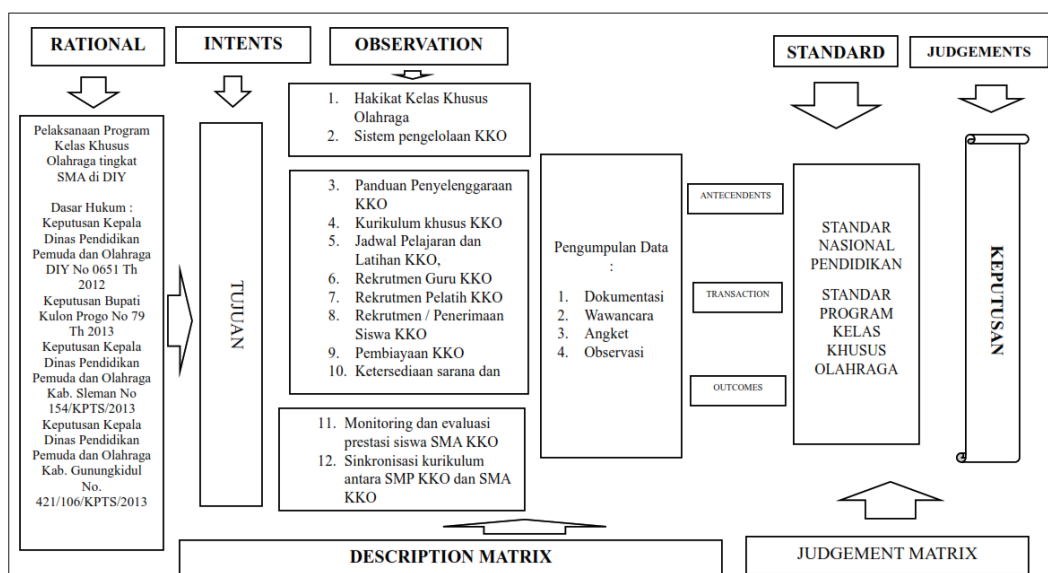 RATIONAL
INTENTS
OBSERVATION
STANDARD
JUDGEMENTS
Pelaksanaan Program
Kelas Khusus
Olahraga tingkat
SMA di DIY
Dasar Hukum :
Keputusan Kepala
Dinas Pendidikan
Pemuda dan Olahraga
DIY No 0651 Th
2012
Keputusan Bupati
Kulon Progo No 79
Th 2013
Keputusan Kepala
Dinas Pendidikan
Pemuda dan Olahraga
Kab. Sleman No
154/KPTS/2013
Keputusan Kepala
Dinas Pendidikan
Pemuda dan Olahraga
Kab. Gunungkidul
No.
421/106/KPTS/2013
TUJUAN
1. Hakikat Kelas Khusus
Olahraga
2. Sistem pengelolaan KKO
3. Panduan Penyelenggaraan
KKO
4. Kurikulum khusus KKO
5. Jadwal Pelajaran dan
Latihan KKO,
6. Rekrutmen Guru KKO
7. Rekrutmen Pelatih KKO
8. Rekrutmen / Penerimaan
Siswa KKO
9. Pembiayaan KKO
10. Ketersediaan sarana dan
11. Monitoring dan evaluasi
prestasi siswa SMA KKO
12. Sinkronisasi kurikulum
antara SMP KKO dan SMA
KKO
Pengumpulan Data
:
1. Dokumentasi
2. Wawancara
3. Angket
4. Observasi
ANTECENDENTS
TRANSACTION
OUTCOMES
STANDAR
NASIONAL
PENDIDIKAN
STANDAR
PROGRAM
KELAS
KHUSUS
OLAHRAGA
KEPUTUSAN
DESCRIPTION MATRIX
JUDGEMENT MATRIX